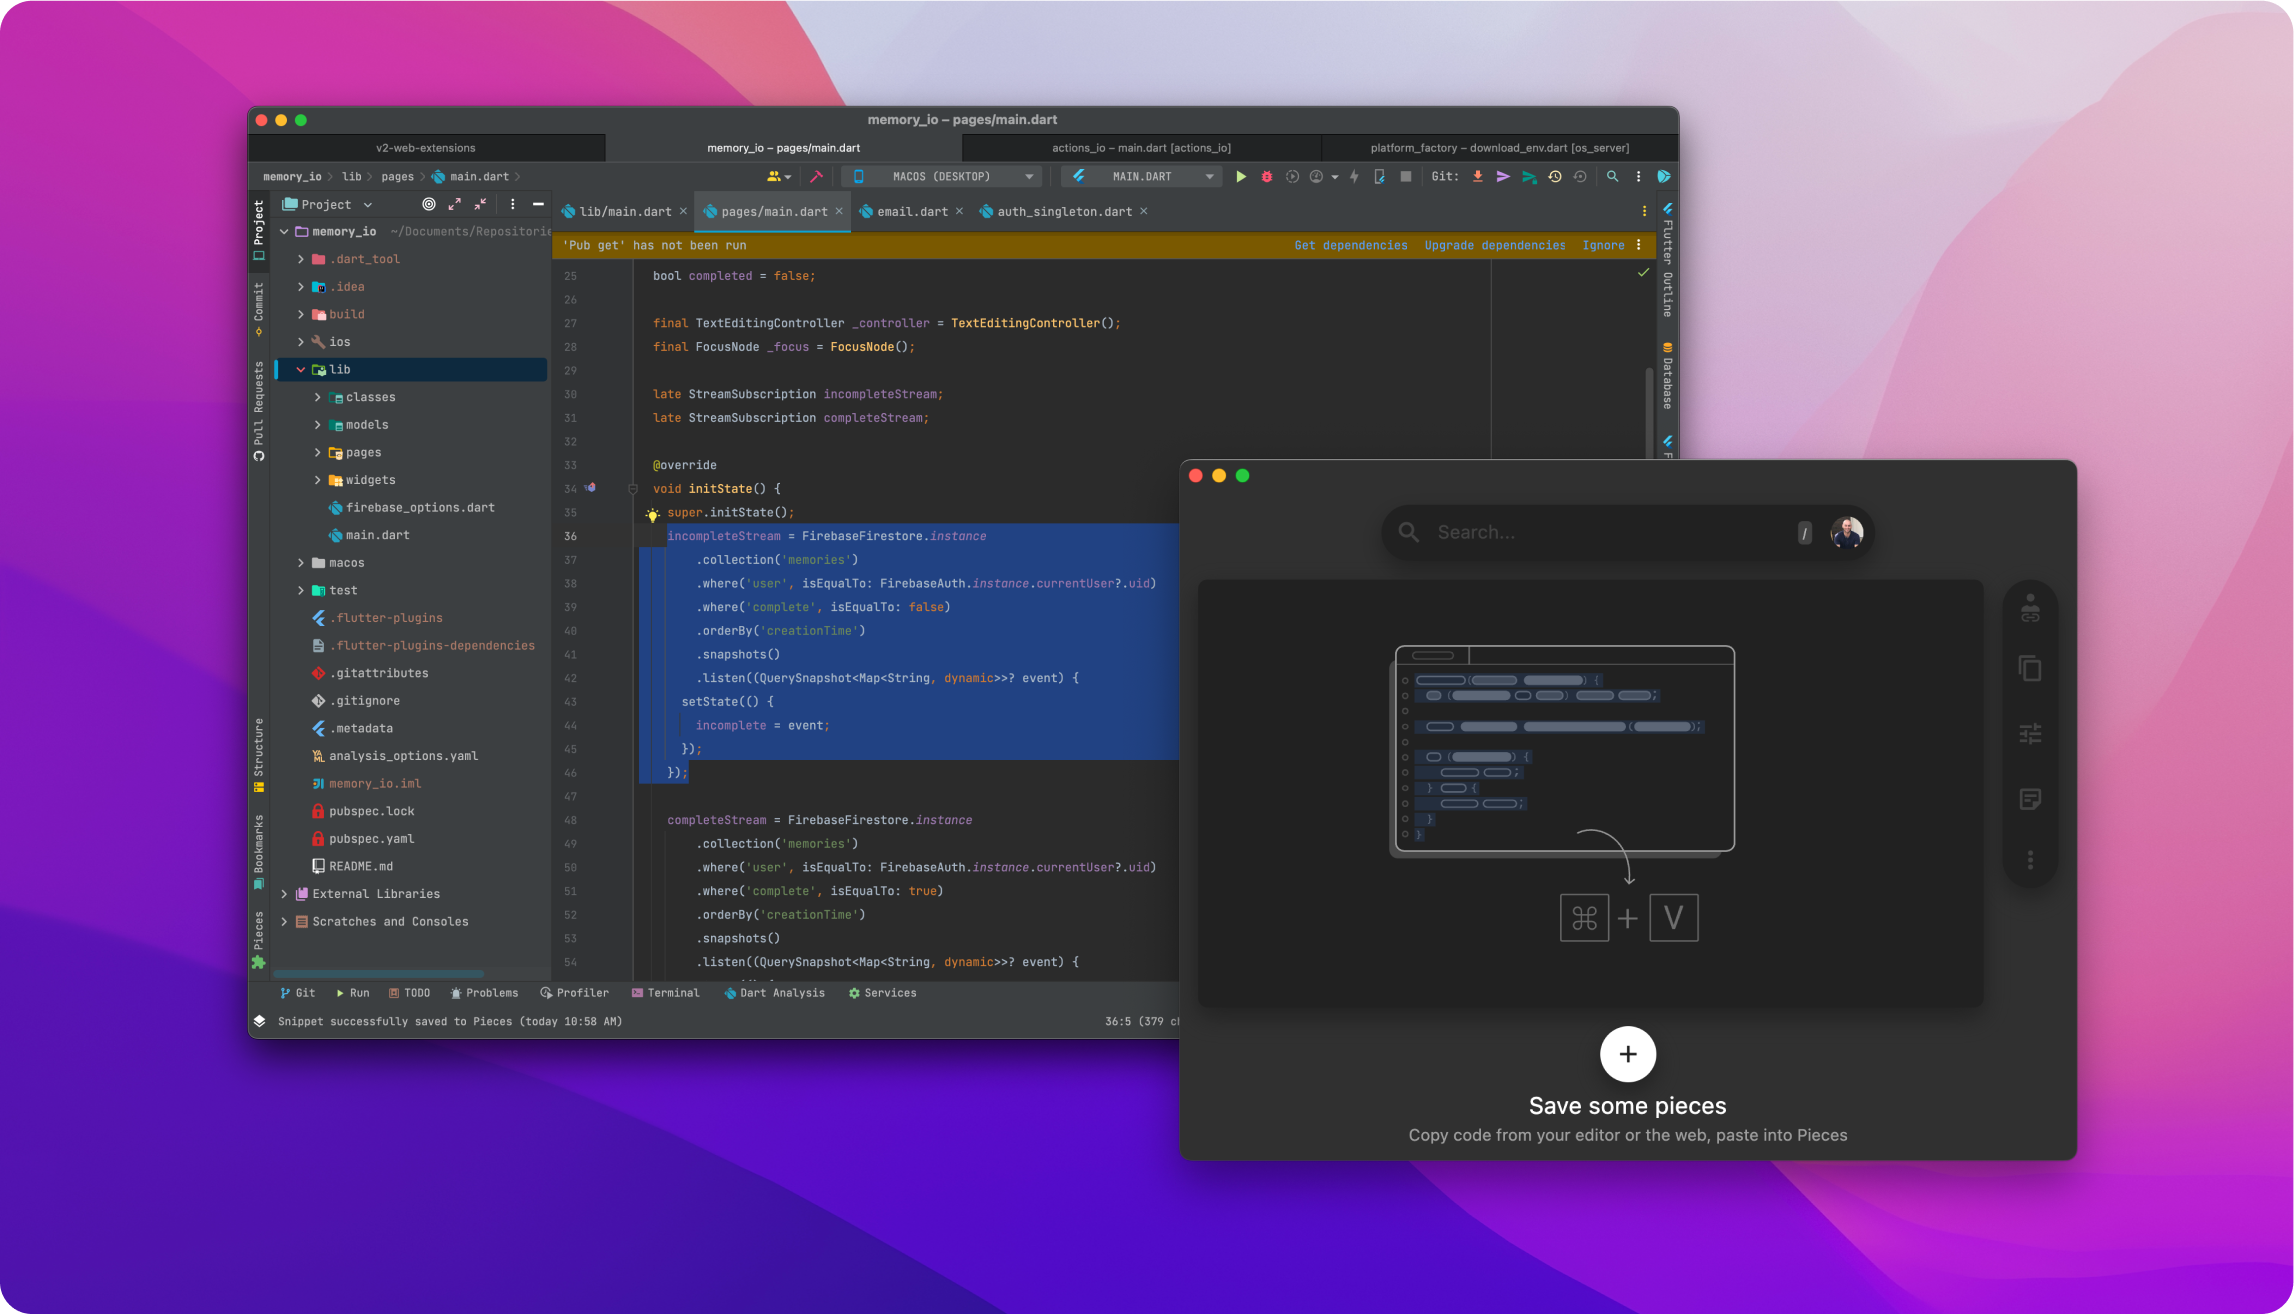 memory_io – pages/main.dart
v2-web-extensions
memory_io – pages/main.dart
actions_io – main.dart [actions_io]
platform_factory – download_env.dart [os_server]
memory_io
lib
pages
main.dart
MACOS (DESKTOP)
MAIN.DART
Git:
Project
Commit
Pull Requests
Structure
Bookmarks
Pieces
Project
memory_io ~/Documents/Repositorie
.dart_tool
.idea
build
ios
lib
classes
models
pages
widgets
firebase_options.dart
main.dart
macos
test
.flutter-plugins
.flutter-plugins-dependencies
.gitattributes
.gitignore
.metadata
analysis_options.yaml
memory_io.iml
pubspec.lock
pubspec.yaml
README.md
External Libraries
Scratches and Consoles
lib/main.dart
pages/main.dart
email.dart
auth_singleton.dart
'Pub get' has not been run
Get dependencies
Upgrade dependencies
Ignore
25 bool completed = false;
26
27 final TextEditingController _controller = TextEditingController();
28 final FocusNode _focus = FocusNode();
29
30 late StreamSubscription incompleteStream;
31 late StreamSubscription completeStream;
32
33 @override
34 void initState() {
35 super.initState();
36 incompleteStream = FirebaseFirestore.instance
37 .collection('memories')
38 .where('user', isEqualTo: FirebaseAuth.instance.currentUser?.uid)
39 .where('complete', isEqualTo: false)
40 .orderBy('creationTime')
41 .snapshots()
42 .listen((QuerySnapshot<Map<String, dynamic>>? event) {
43 setState(() {
44 incomplete = event;
45 });
46 });
47
48 completeStream = FirebaseFirestore.instance
49 .collection('memories')
50 .where('user', isEqualTo: FirebaseAuth.instance.currentUser?.uid)
51 .where('complete', isEqualTo: true)
52 .orderBy('creationTime')
53 .snapshots()
54 .listen((QuerySnapshot<Map<String, dynamic>>? event) {
Flutter Outline
Database
F
Git
Run
TODO
Problems
Profiler
Terminal
Dart Analysis
Services
Snippet successfully saved to Pieces (today 10:58 AM)
36:5 (379 c
Search...
/
⌘ + V
+
Save some pieces
Copy code from your editor or the web, paste into Pieces